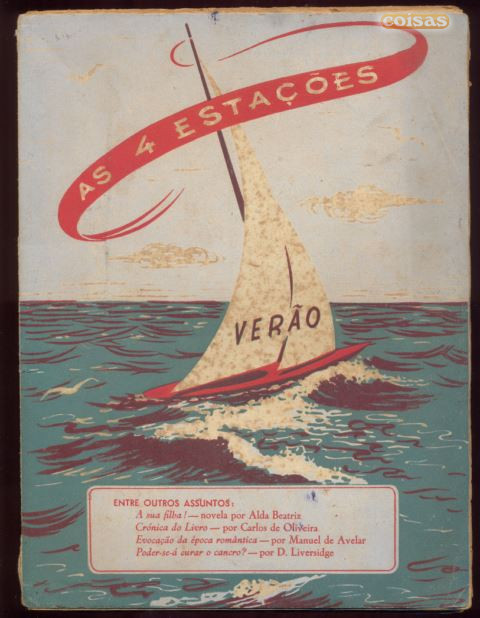 coisas
AS 4 ESTAÇÕES
VERÃO
ENTRE OUTROS ASSUNTOS:
A sua filha! — novela por Alda Beatriz
Crónica do Livro — por Carlos de Oliveira
Evocação da época romântica — por Manuel de Avelar
Poder-se-á curar o cancro? — por D. Liversidge